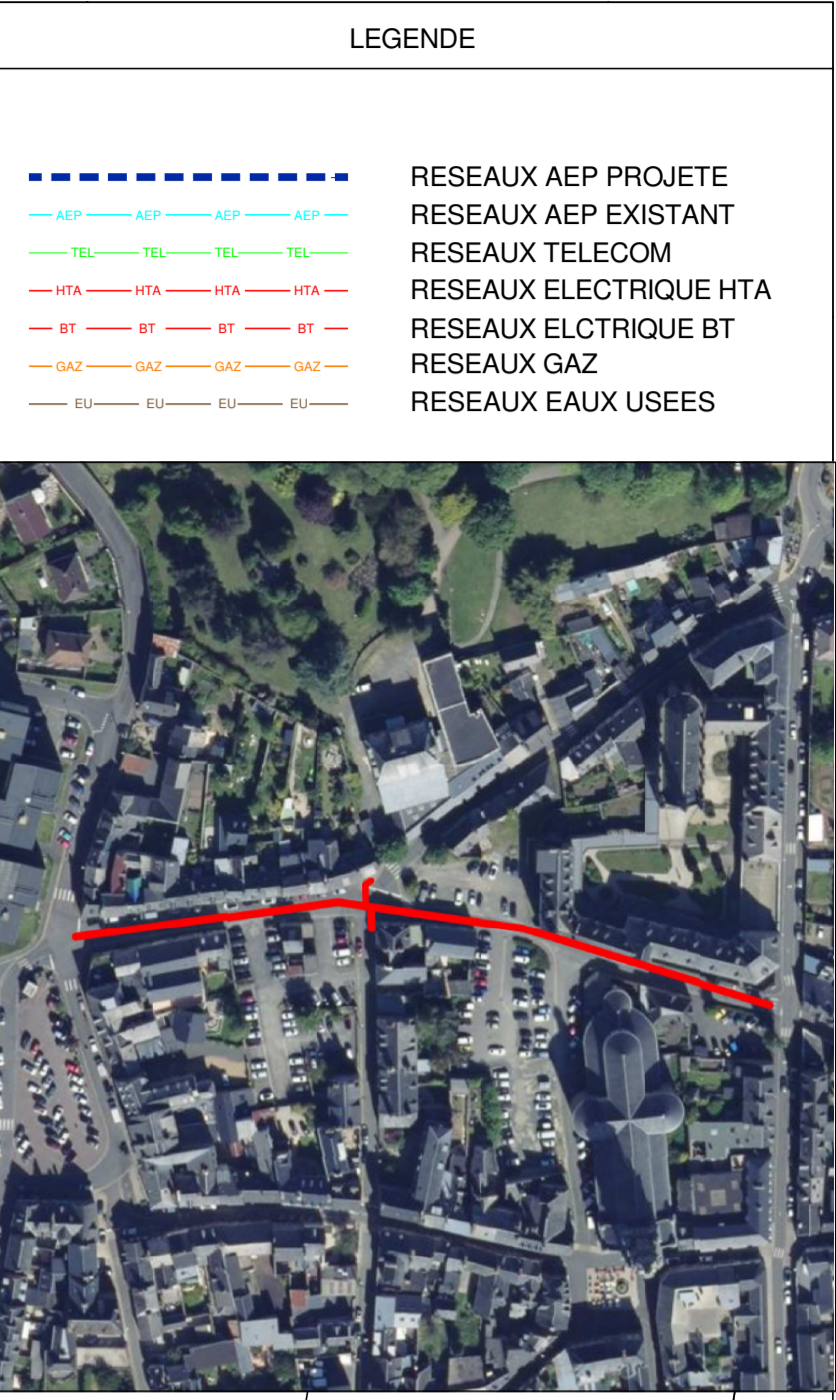 LEGENDE
RESEAUX AEP PROJETE
AEP AEP AEP AEP RESEAUX AEP EXISTANT
TEL TEL TEL TEL RESEAUX TELECOM
HTA HTA HTA HTA RESEAUX ELECTRIQUE HTA
BT BT BT BT RESEAUX ELCTRIQUE BT
GAZ GAZ GAZ GAZ RESEAUX GAZ
EU EU EU EU RESEAUX EAUX USEES